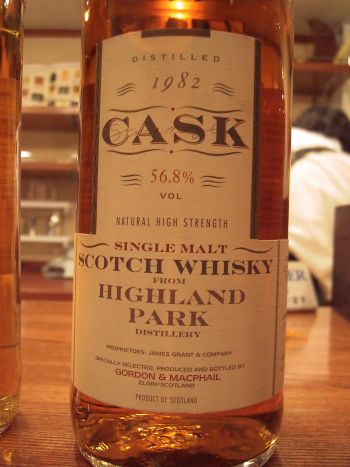 DISTILLED
1982
CASK
56.8%
VOL
NATURAL HIGH STRENGTH
SINGLE MALT
SCOTCH WHISKY
FROM
HIGHLAND
PARK
DISTILLERY
PROPRIETORS: JAMES GRANT & COMPANY
SPECIALLY SELECTED, PRODUCED AND BOTTLED BY
GORDON & MACPHAIL
ELGIN•SCOTLAND
PRODUCT OF SCOTLAND